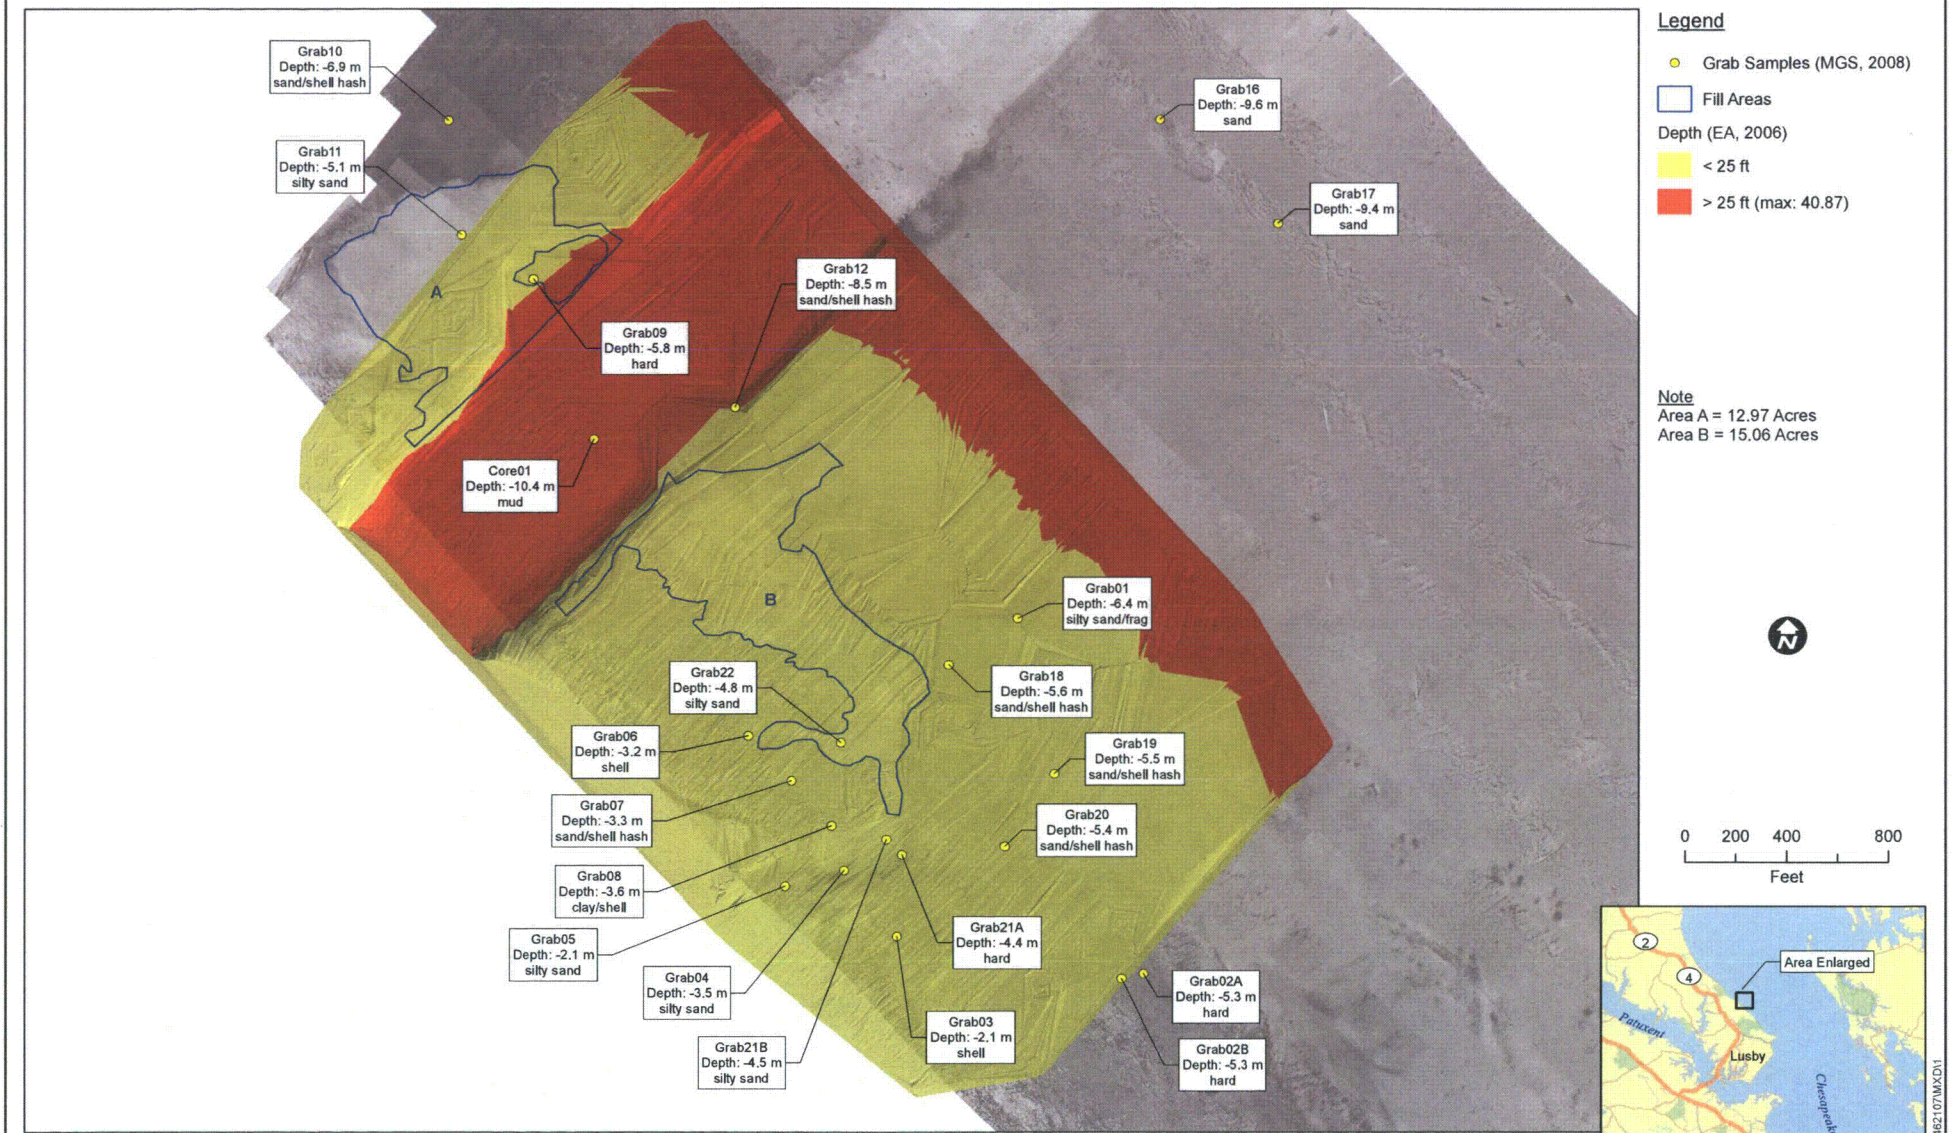 Grab10
Depth: -6.9 m
sand/shell hash
Grab11
Depth: -5.1 m
silty sand
Grab16
Depth: -9.6 m
sand
Grab17
Depth: -9.4 m
sand
Grab12
Depth: -8.5 m
sand/shell hash
A
Grab09
Depth: -5.8 m
hard
Core01
Depth: -10.4 m
mud
B
Grab01
Depth: -6.4 m
silty sand/frag
Grab22
Depth: -4.8 m
silty sand
Grab18
Depth: -5.6 m
sand/shell hash
Grab06
Depth: -3.2 m
shell
Grab19
Depth: -5.5 m
sand/shell hash
Grab07
Depth: -3.3 m
sand/shell hash
Grab20
Depth: -5.4 m
sand/shell hash
Grab08
Depth: -3.6 m
clay/shell
Grab21A
Depth: -4.4 m
hard
Grab05
Depth: -2.1 m
silty sand
Grab04
Depth: -3.5 m
silty sand
Grab02A
Depth: -5.3 m
hard
Grab03
Depth: -2.1 m
shell
Grab21B
Depth: -4.5 m
silty sand
Grab02B
Depth: -5.3 m
hard
Legend
Grab Samples (MGS, 2008)
Fill Areas
Depth (EA, 2006)
< 25 ft
> 25 ft (max: 40.87)
Note
Area A = 12.97 Acres
Area B = 15.06 Acres
N
0 200 400 800
Feet
2
4
Area Enlarged
Patuxent
Lusby
Chesapeak
462107\MXD\1